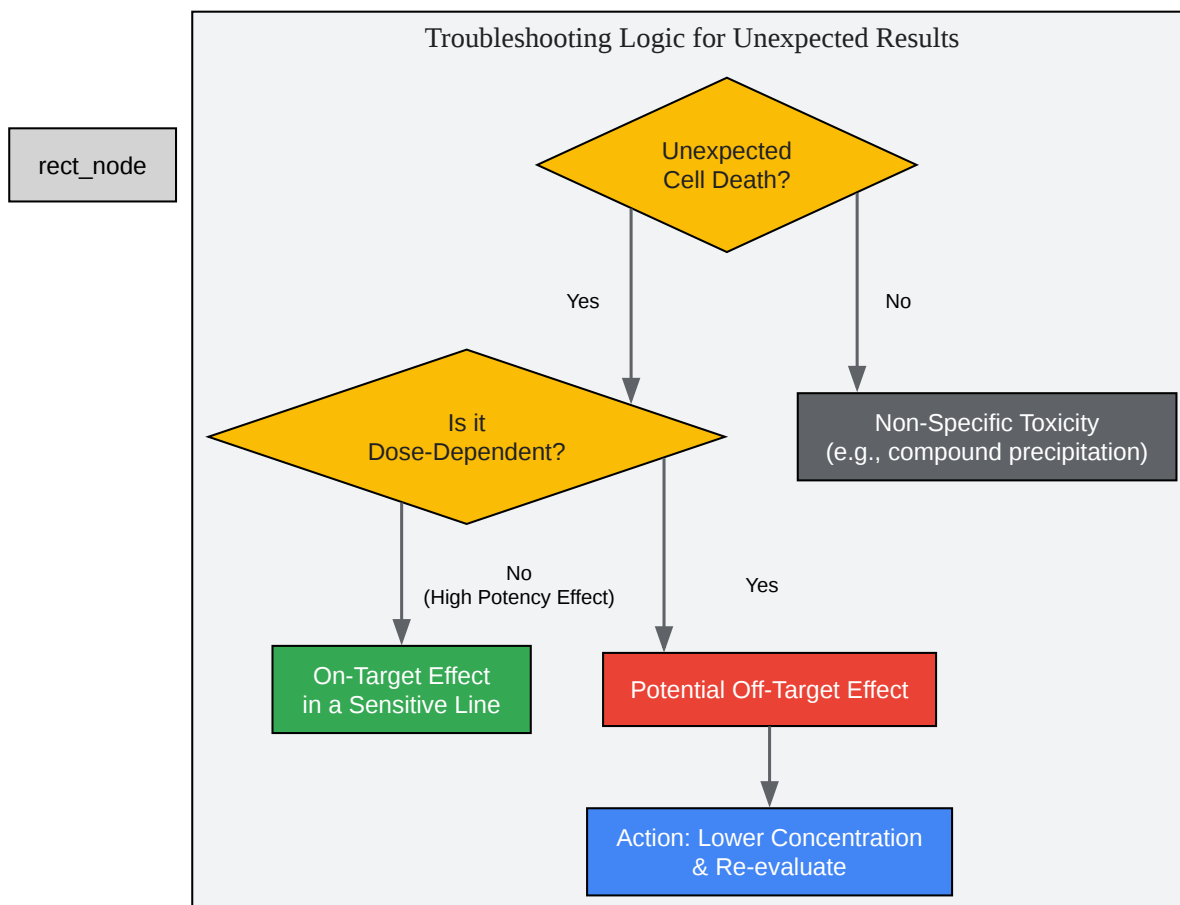 Troubleshooting Logic for Unexpected Results
rect_node
Unexpected
Cell Death?
Yes
No
Is it
Dose-Dependent?
Non-Specific Toxicity
(e.g., compound precipitation)
No
(High Potency Effect)
Yes
On-Target Effect
in a Sensitive Line
Potential Off-Target Effect
Action: Lower Concentration
& Re-evaluate